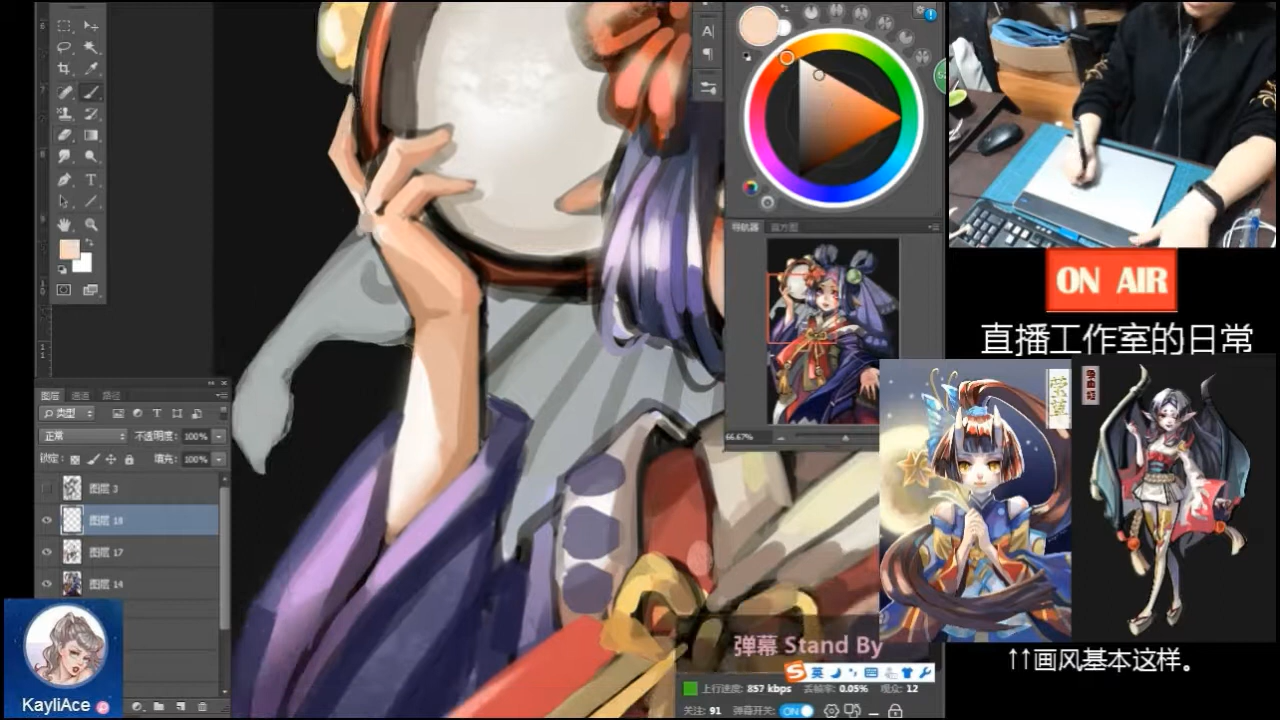 导航器 直方图
66.67%
ON AIR
直播工作室的日常
萤草
↑↑画风基本这样。
图层 通道 路径
类型
正常 不透明度: 100%
锁定: 填充: 100%
图层 3
图层 18
图层 17
图层 14
KayliAce
弹幕 Stand By
英
上行速度: 857 kbps 丢帧率: 0.05% 观众: 12
关注: 91 弹幕开关: ON